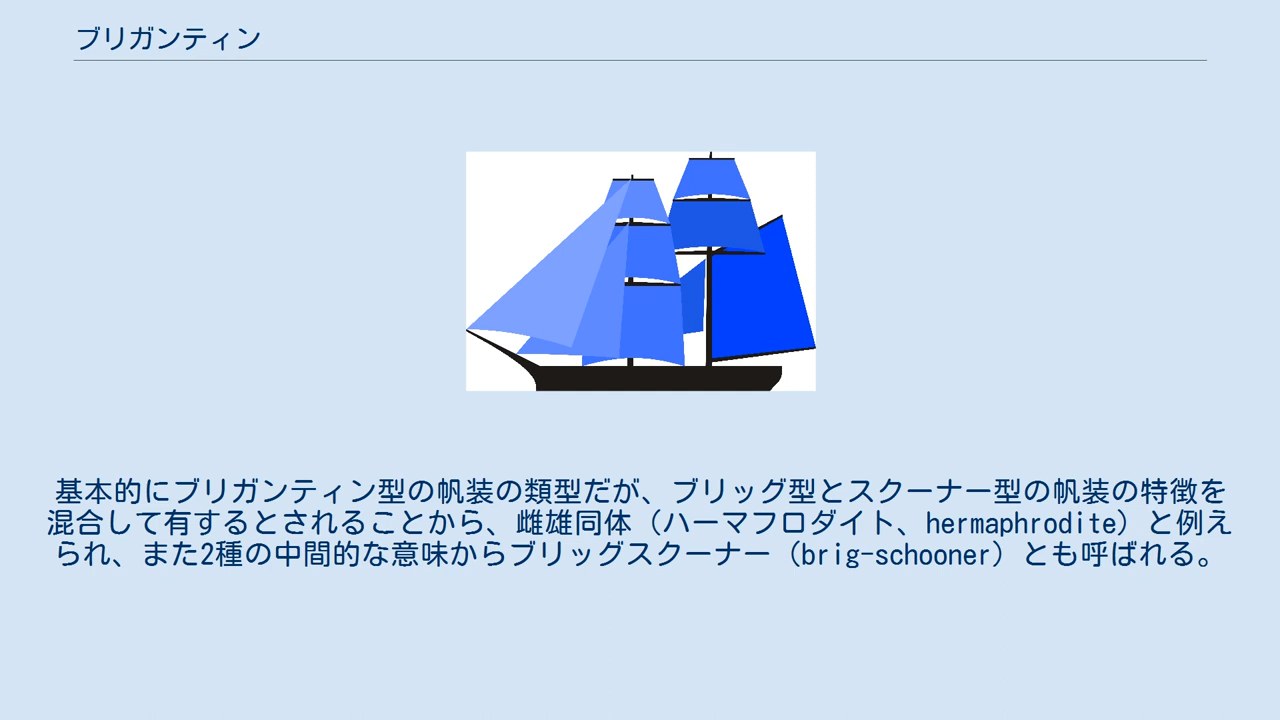 ブリガンティン
基本的にブリガンティン型の帆装の類型だが、ブリッグ型とスクーナー型の帆装の特徴を
混合して有するとされることから、雌雄同体（ハーマフロダイト、hermaphrodite）と例え
られ、また2種の中間的な意味からブリッグスクーナー（brig-schooner）とも呼ばれる。